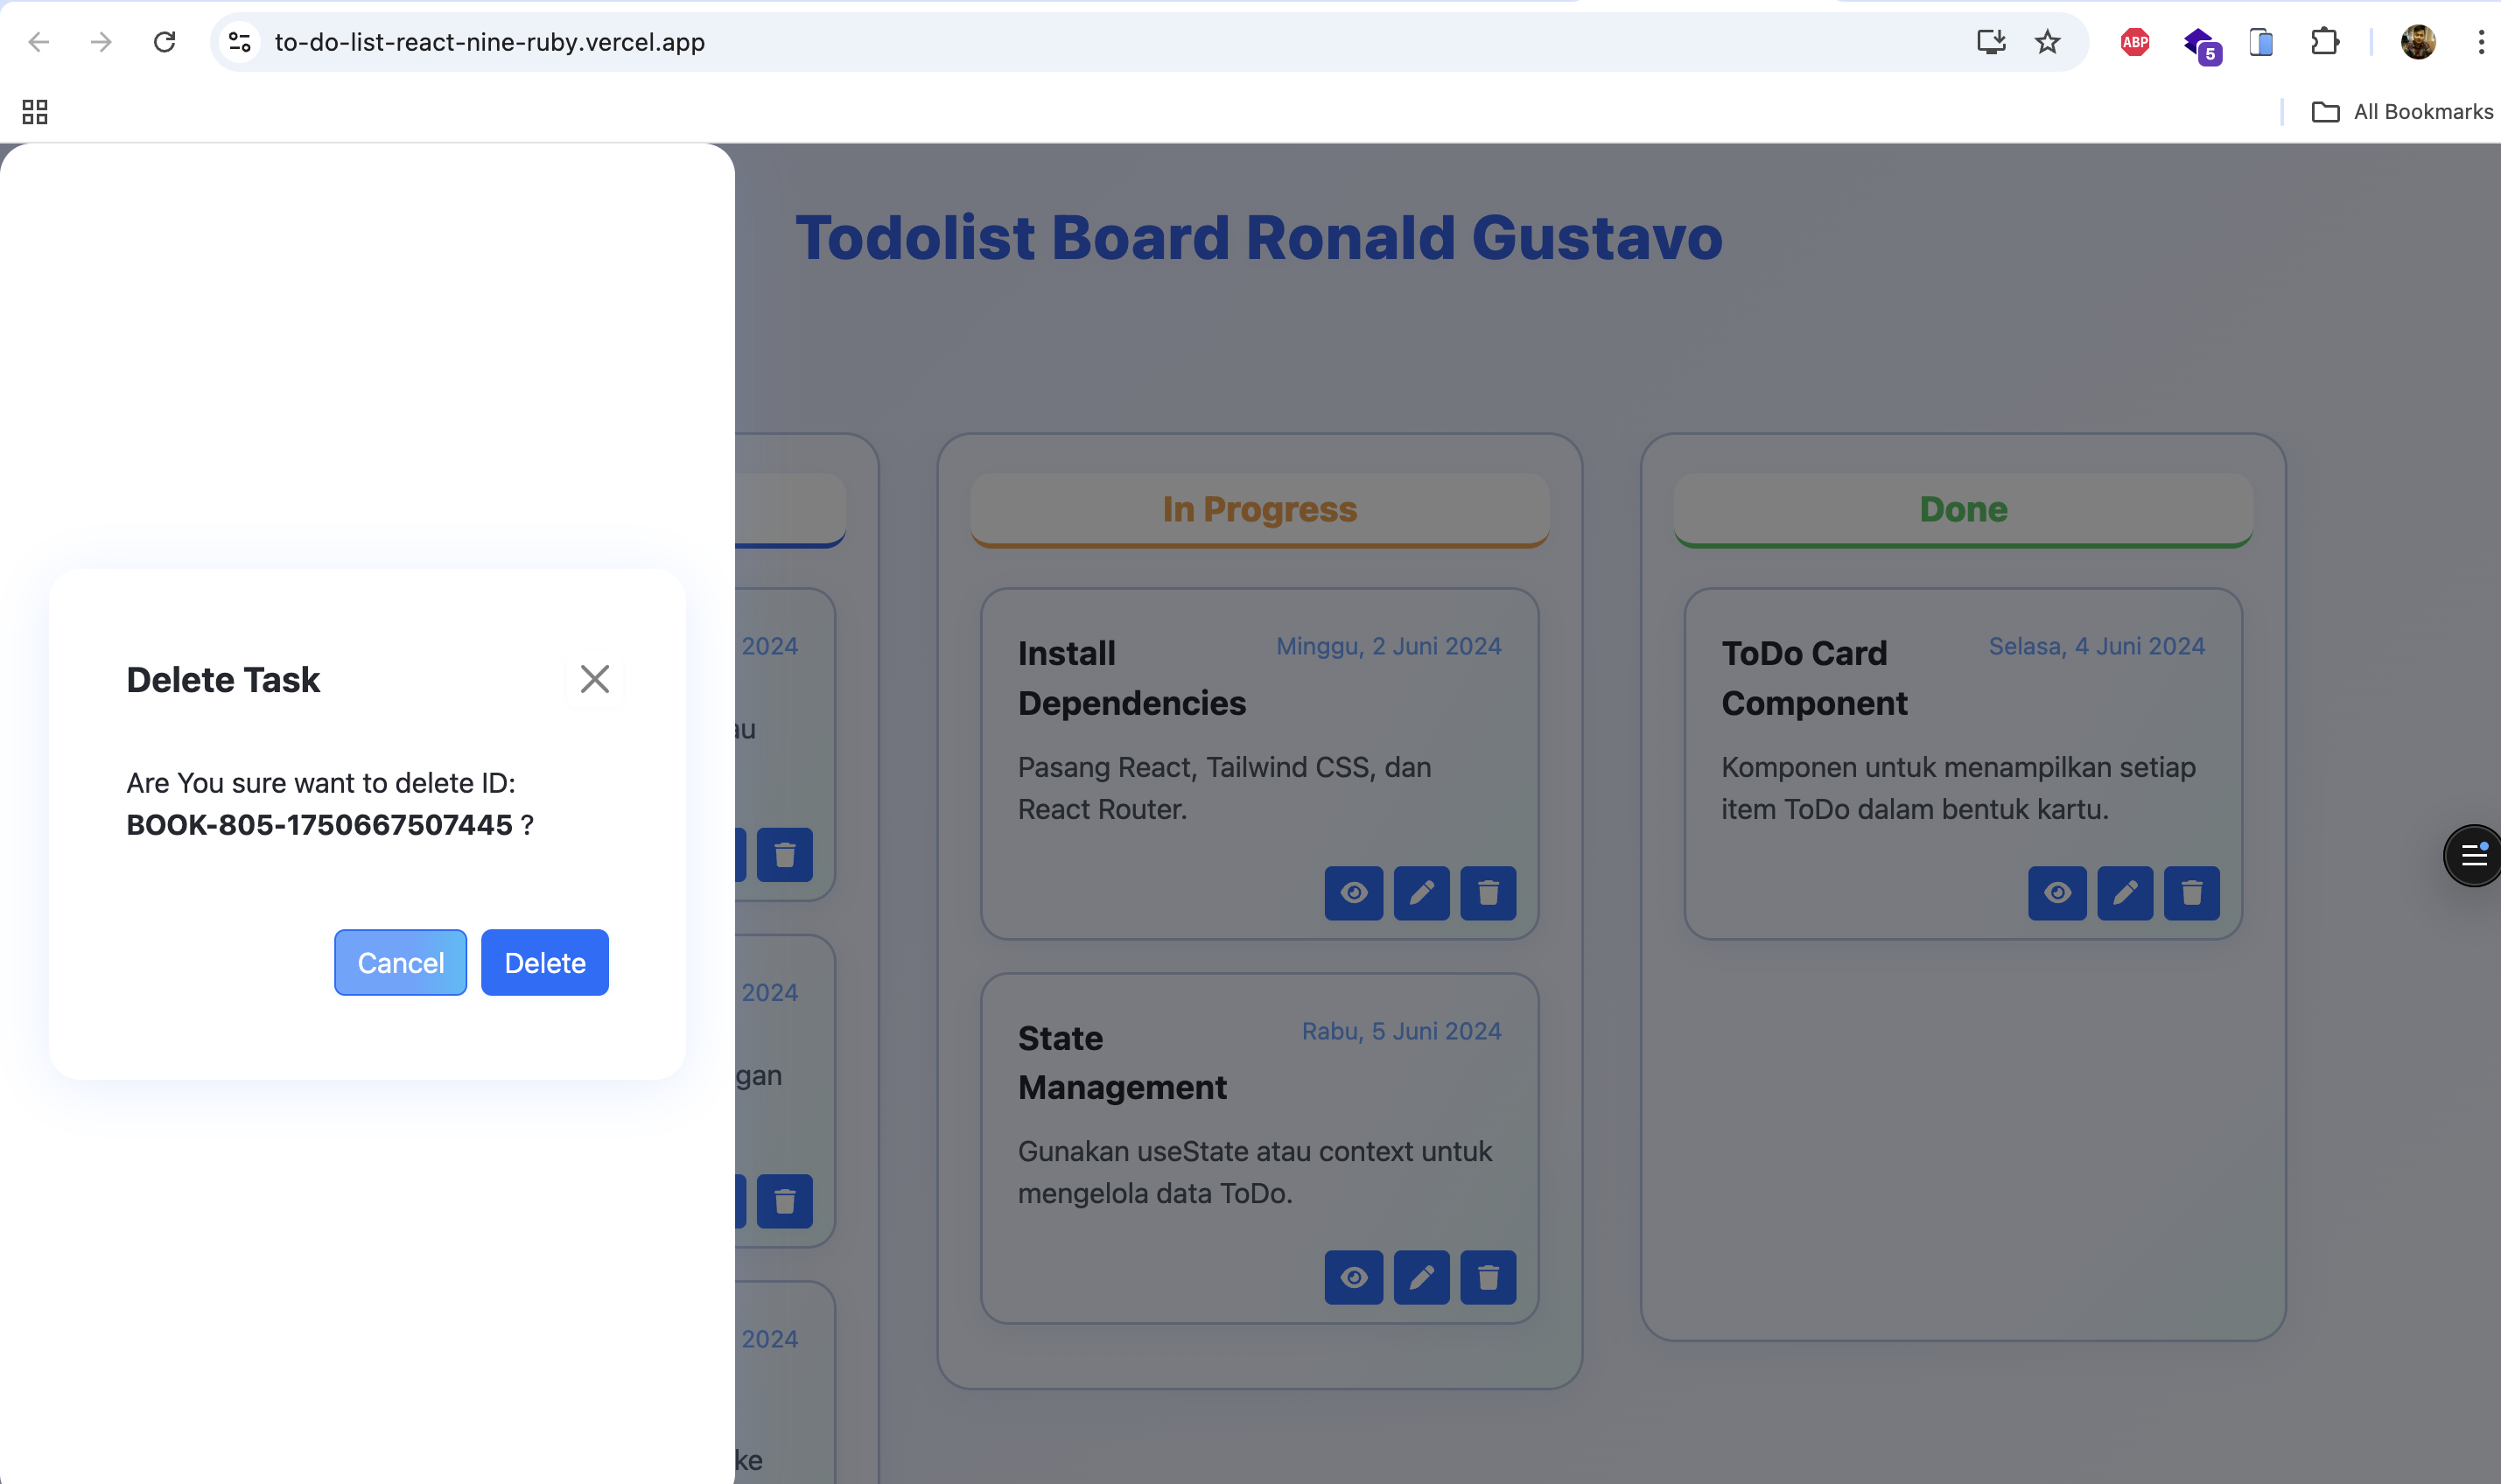 to-do-list-react-nine-ruby.vercel.app
ABP
5
All Bookmarks
Todolist Board Ronald Gustavo
Delete Task
Are You sure want to delete ID:
BOOK-805-1750667507445 ?
Cancel
Delete
2024
2024
gan
2024
ke
In Progress
Install
Dependencies
Minggu, 2 Juni 2024
Pasang React, Tailwind CSS, dan
React Router.
State
Management
Rabu, 5 Juni 2024
Gunakan useState atau context untuk
mengelola data ToDo.
Done
ToDo Card
Component
Selasa, 4 Juni 2024
Komponen untuk menampilkan setiap
item ToDo dalam bentuk kartu.